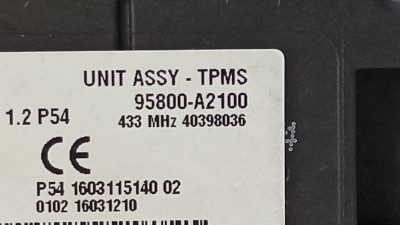 UNIT ASSY - TPMS
95800-A2100
1.2 P54 433 MHz 40398036
CE
P54 1603115140 02
0102 16031210